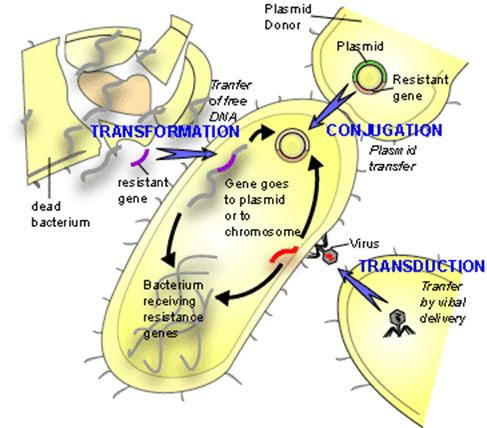 Plasmid
Donor
Plasmid
Resistant
gene
Tranfer
of free
DNA
TRANSFORMATION
CONJUGATION
Plasmid
transfer
resistant
gene
dead
bacterium
Gene goes
to plasmid
or to
chromosome
Virus
TRANSDUCTION
Tranfer
by vibal
delivery
Bacterium
receiving
resistance
genes